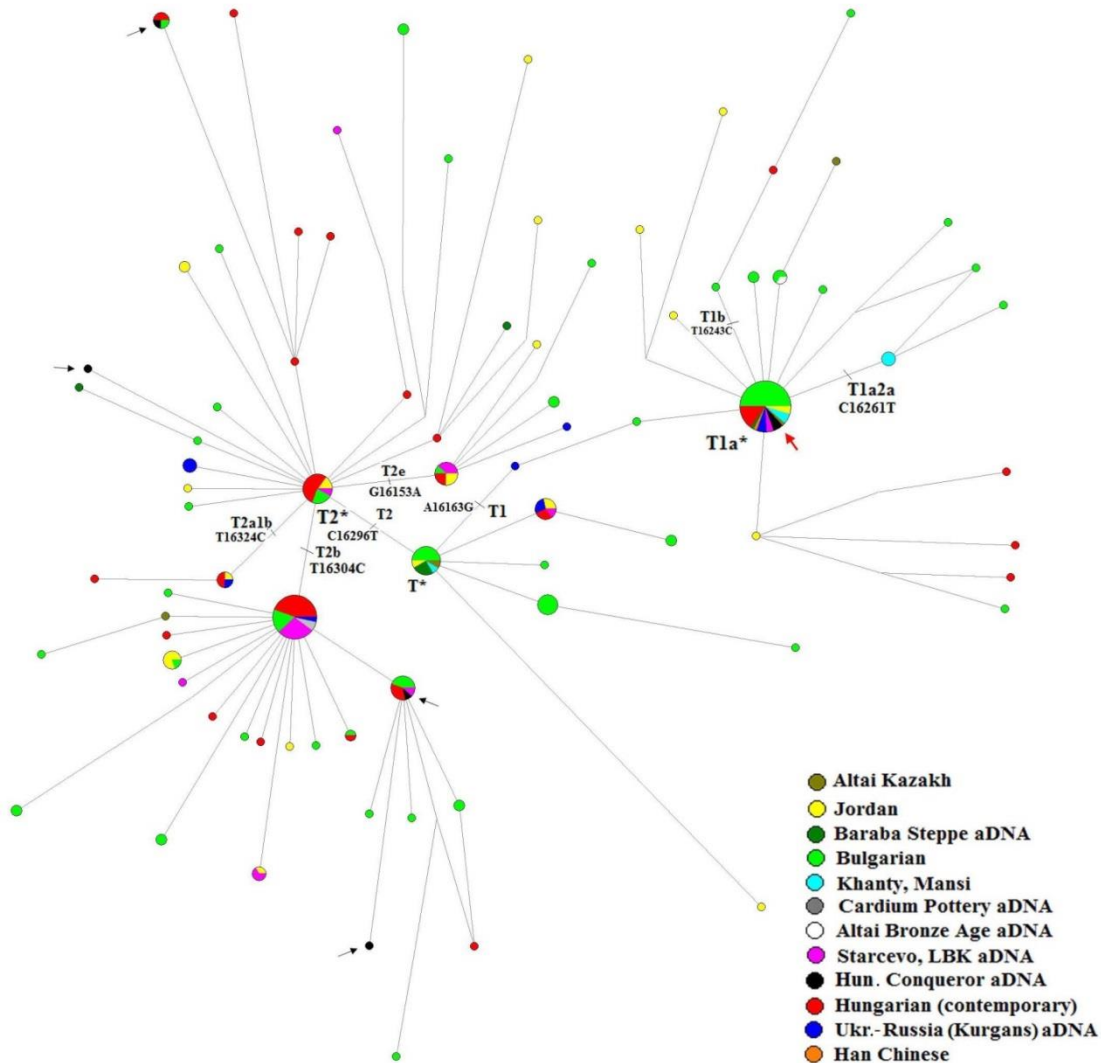 T1b
T16243C
T1a2a
C16261T
T1a*
T2e
G16153A
A16163G
T1
T2*
T2
C16296T
T2a1b
T16324C
T2b
T16304C
T*
Altai Kazakh
Jordan
Baraba Steppe aDNA
Bulgarian
Khanty, Mansi
Cardium Pottery aDNA
Altai Bronze Age aDNA
Starcevo, LBK aDNA
Hun. Conqueror aDNA
Hungarian (contemporary)
Ukr.-Russia (Kurgans) aDNA
Han Chinese